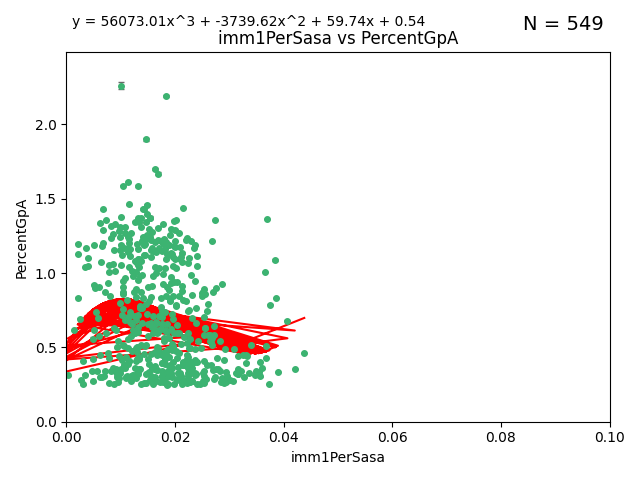 y = 56073.01x^3 + -3739.62x^2 + 59.74x + 0.54
N = 549
imm1PerSasa vs PercentGpA
PercentGpA
2.0
1.5
1.0
0.5
0.0
0.00 0.02 0.04 0.06 0.08 0.10
imm1PerSasa